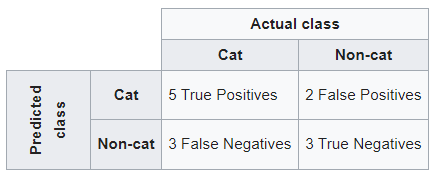 Actual class
Cat Non-cat
Predicted
class
Cat 5 True Positives 2 False Positives
Non-cat 3 False Negatives 3 True Negatives